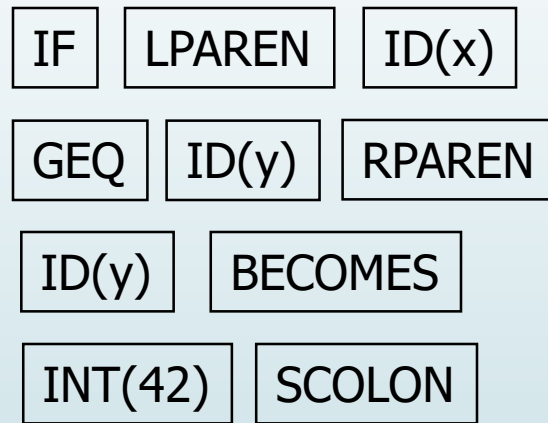 IF LPAREN ID(x)
GEQ ID(y) RPAREN
ID(y) BECOMES
INT(42) SCOLON